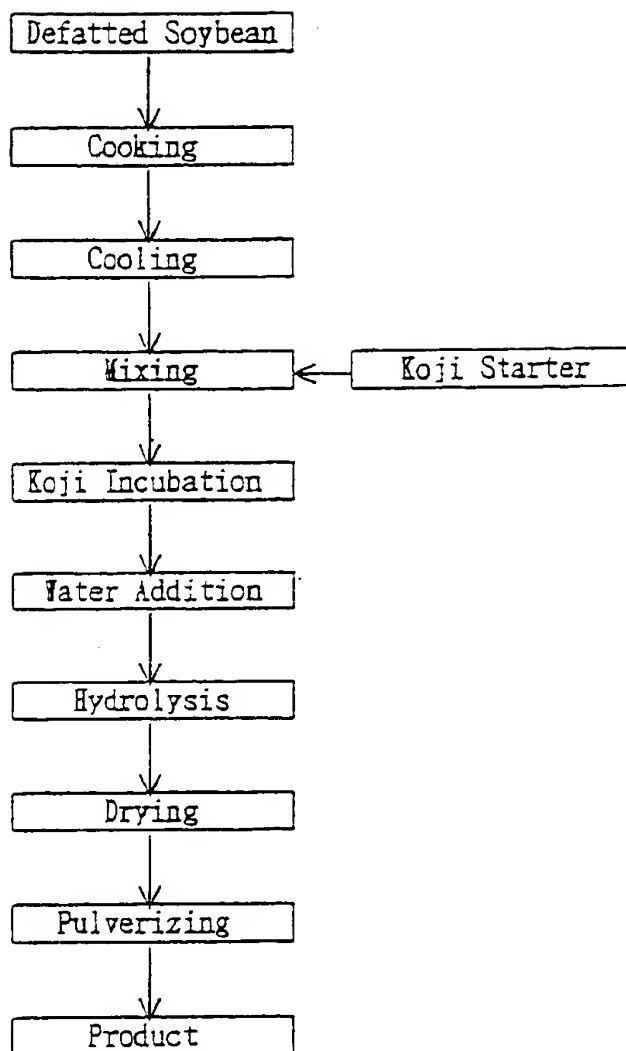 Defatted Soybean
Cooking
Cooling
Mixing
Koji Starter
Koji Incubation
Water Addition
Hydrolysis
Drying
Pulverizing
Product